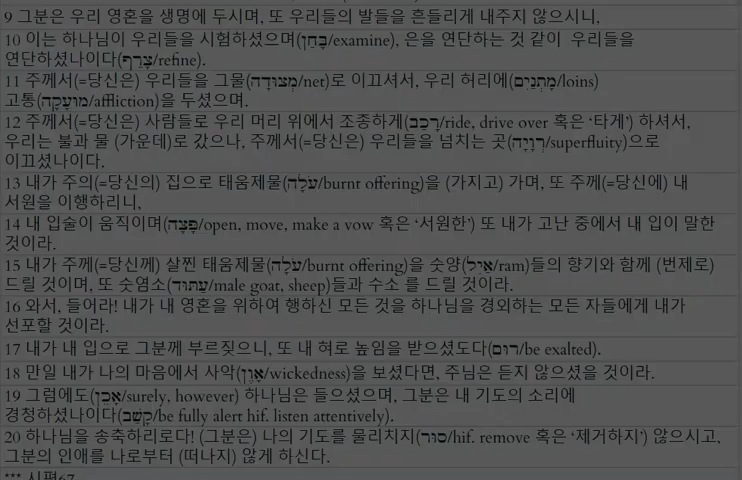 9 그분은 우리 영혼을 생명에 두시며, 또 우리들의 발들을 흔들리게 내주지 않으시니,
10 이는 하나님이 우리들을 시험하셨으며(בָּחַן/examine), 은을 연단하는 것 같이 우리들을
연단하셨나이다(צָרַף/refine).
11 주께서(=당신은) 우리들을 그물(מְצוּדָה/net)로 이끄셔서, 우리 허리에(מָתְנַיִם/loins)
고통(מוּעָקָה/affliction)을 두셨으며.
12 주께서(=당신은) 사람들로 우리 머리 위에서 조종하게(רָכַב/ride, drive over 혹은 ‘타게’) 하셔서,
우리는 불과 물 (가운데)로 갔으나, 주께서(=당신은) 우리들을 넘치는 곳(רְוָיָה/superfluity)으로
이끄셨나이다.
13 내가 주의(=당신의) 집으로 태움제물(עֹלָה/burnt offering)을 (가지고) 가며, 또 주께(=당신에) 내
서원을 이행하리니,
14 내 입술이 움직이며(פָּצָה/open, move, make a vow 혹은 ‘서원한’) 또 내가 고난 중에서 내 입이 말한
것이라.
15 내가 주께(=당신께) 살찐 태움제물(עֹלָה/burnt offering)을 숫양(אַיִל/ram)들의 향기와 함께 (번제로)
드릴 것이며, 또 숫염소(עַתּוּד/male goat, sheep)들과 수소 를 드릴 것이라.
16 와서, 들어라! 내가 내 영혼을 위하여 행하신 모든 것을 하나님을 경외하는 모든 자들에게 내가
선포할 것이라.
17 내가 내 입으로 그분께 부르짖으니, 또 내 혀로 높임을 받으셨도다(רוּם/be exalted).
18 만일 내가 나의 마음에서 사악(אָוֶן/wickedness)을 보셨다면, 주님은 듣지 않으셨을 것이라.
19 그럼에도(אָכֵן/surely, however) 하나님은 들으셨으며, 그분은 내 기도의 소리에
경청하셨나이다(קָשַׁב/be fully alert hif. listen attentively).
20 하나님을 송축하리로다! (그분은) 나의 기도를 물리치지(סוּר/hif. remove 혹은 ‘제거하지’) 않으시고,
그분의 인애를 나로부터 (떠나지) 않게 하신다.
*** 시편67